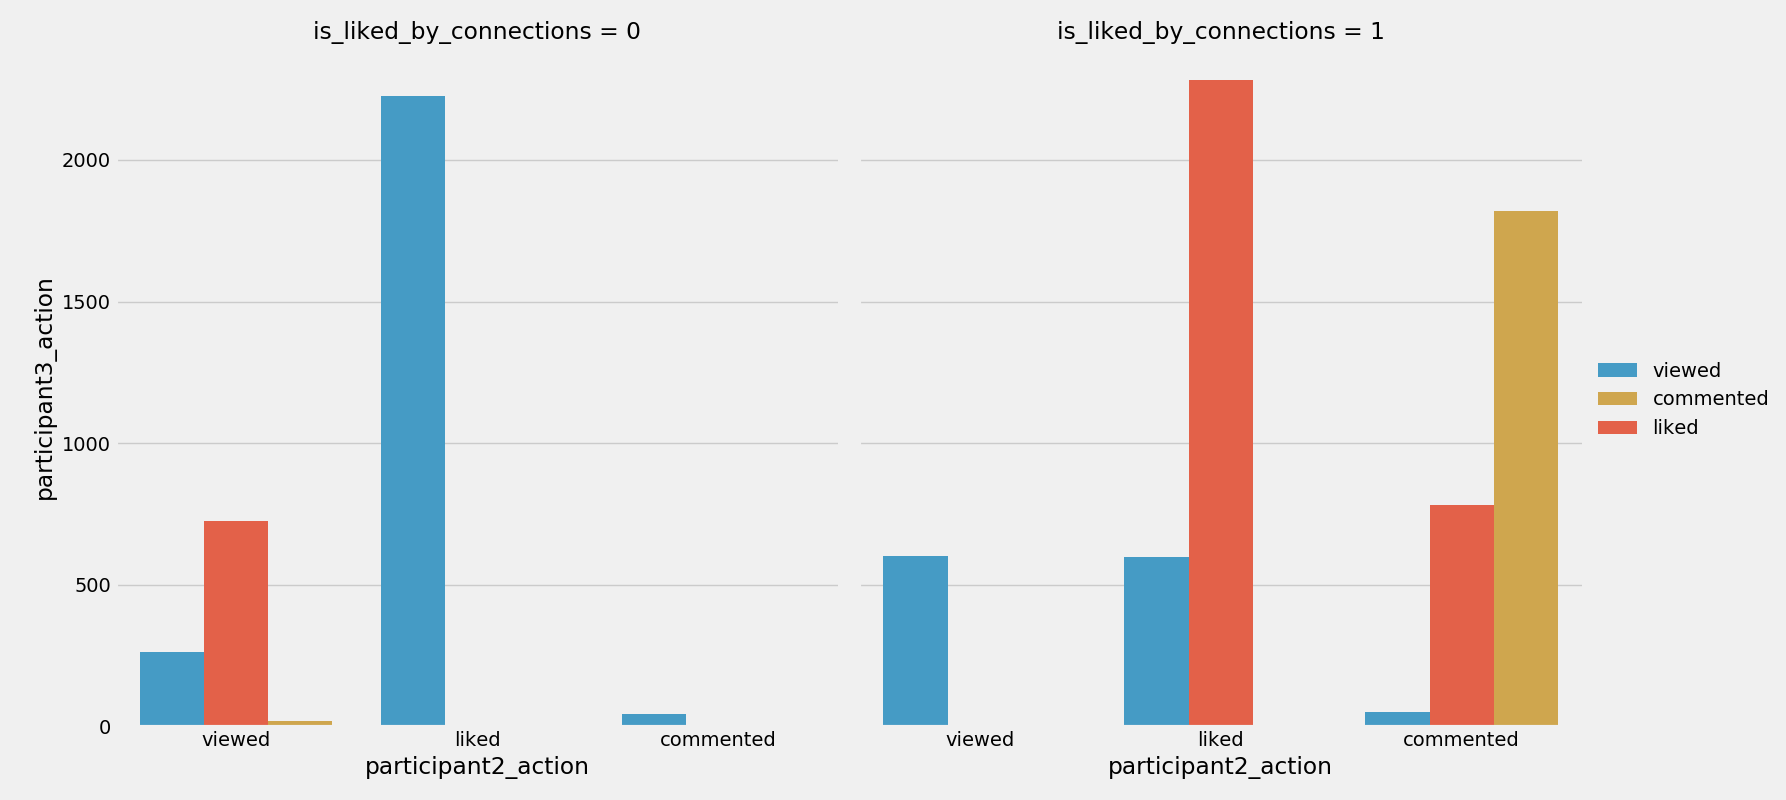 is_liked_by_connections = 0
is_liked_by_connections = 1
participant3_action
2000
1500
1000
500
0
viewed
liked
commented
participant2_action
viewed
liked
commented
participant2_action
viewed
commented
liked